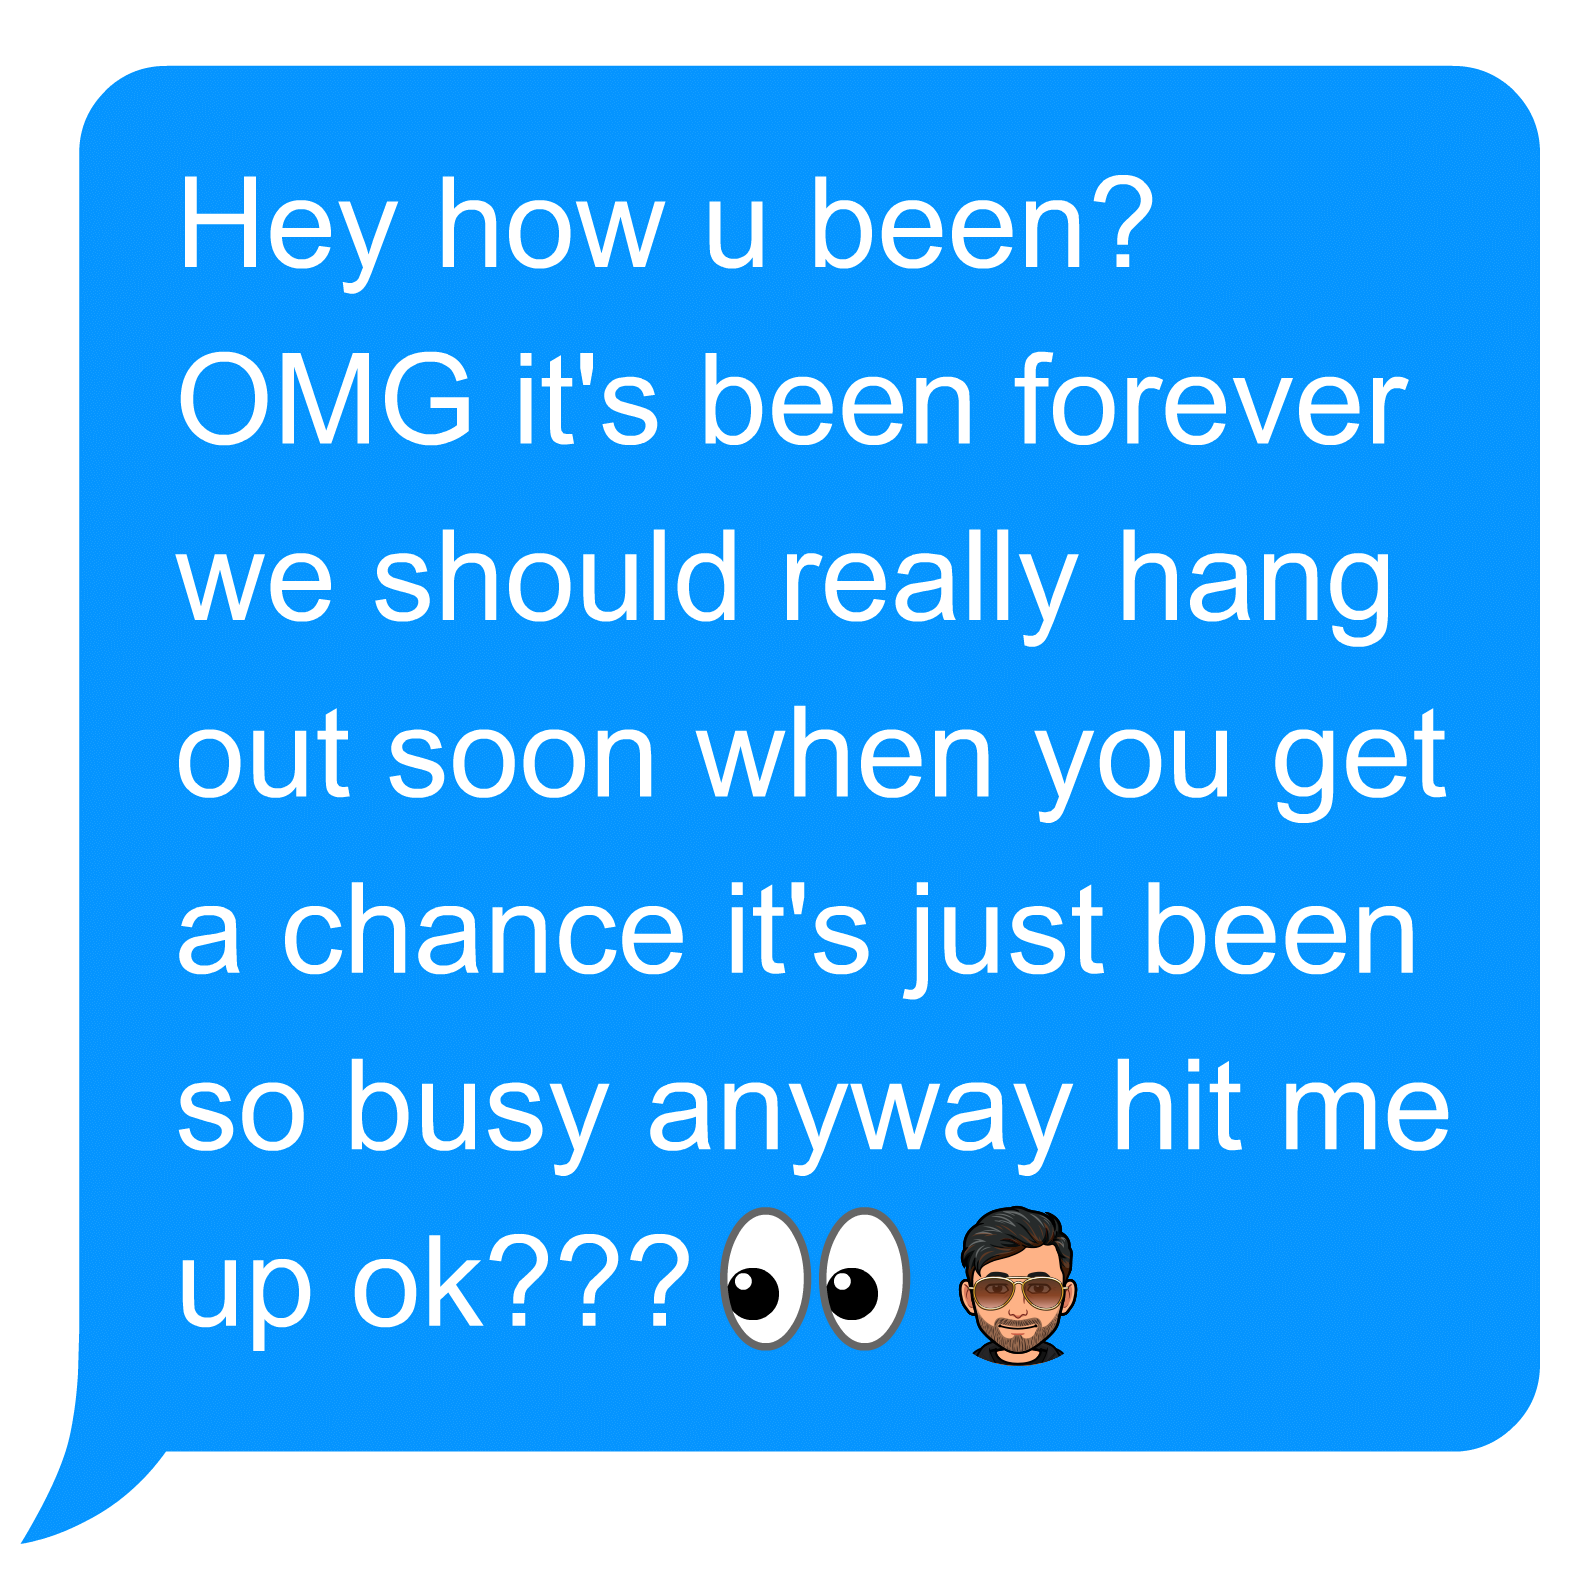 Hey how u been?
OMG it's been forever
we should really hang
out soon when you get
a chance it's just been
so busy anyway hit me
up ok??? 👀